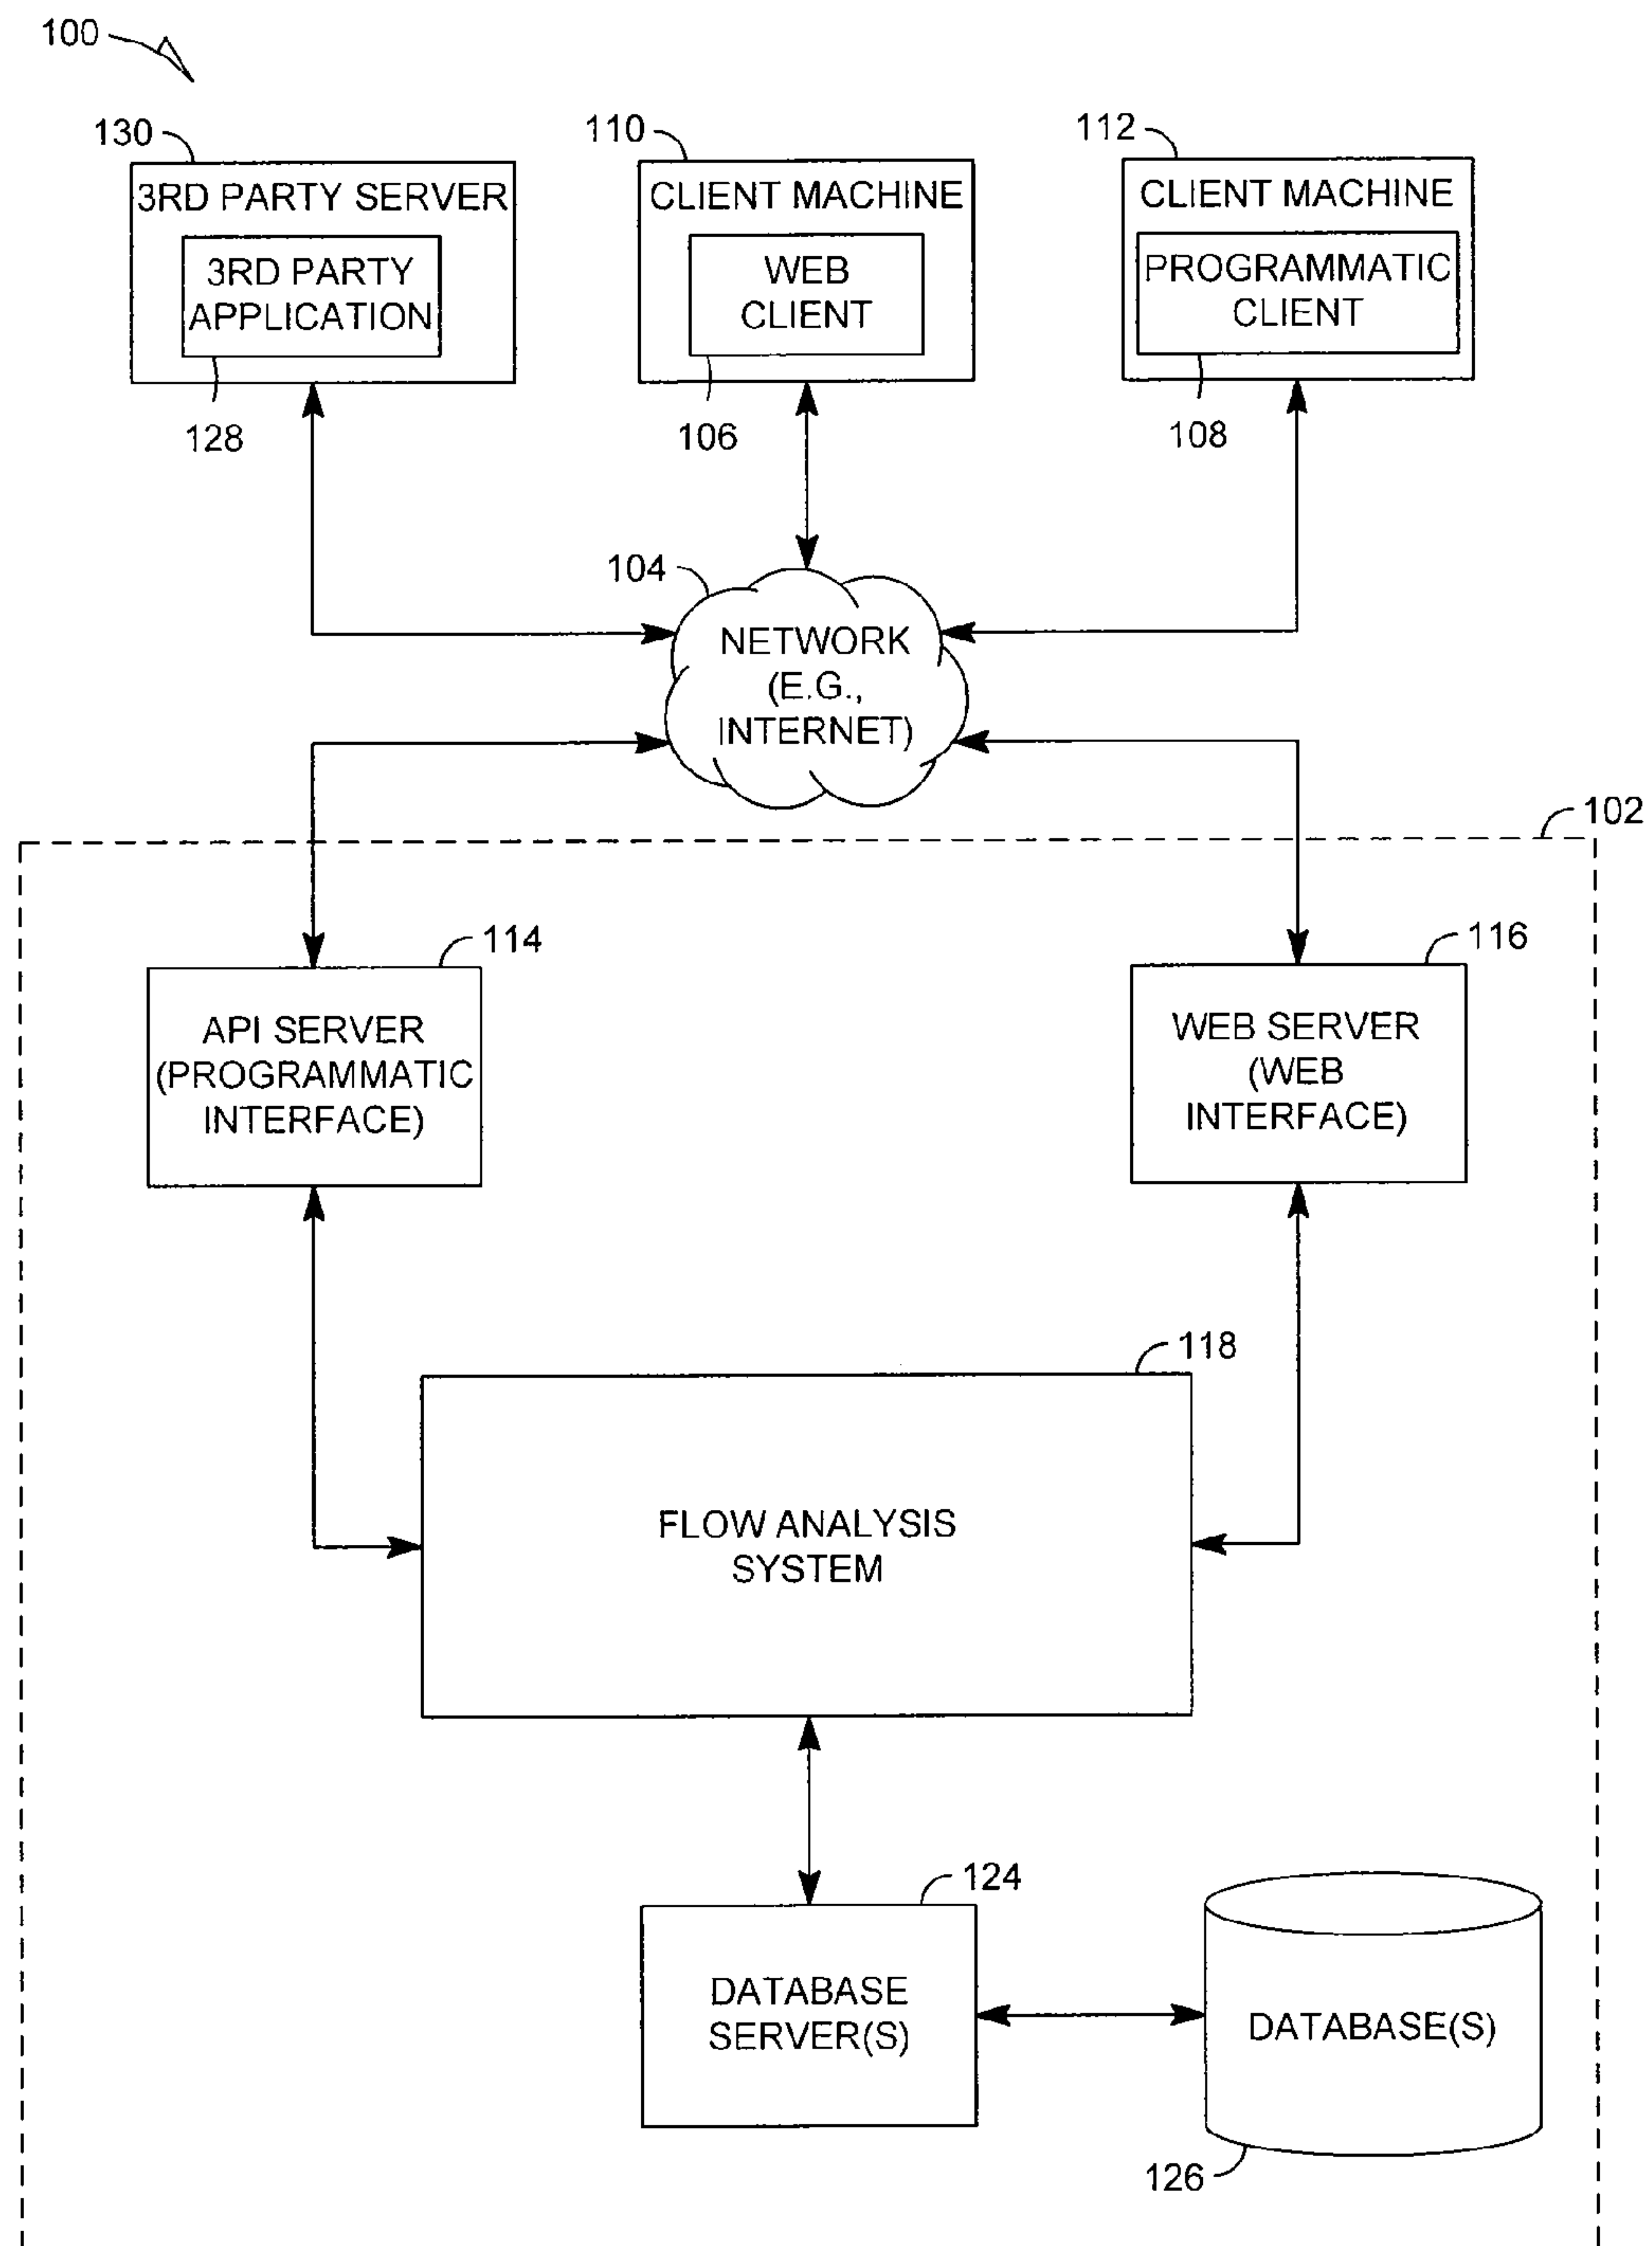 100
130
110
112
3RD PARTY SERVER
CLIENT MACHINE
CLIENT MACHINE
3RD PARTY
APPLICATION
WEB
CLIENT
PROGRAMMATIC
CLIENT
128
106
108
104
NETWORK
(E.G.,
INTERNET)
102
114
116
API SERVER
(PROGRAMMATIC
INTERFACE)
WEB SERVER
(WEB
INTERFACE)
118
FLOW ANALYSIS
SYSTEM
124
DATABASE
SERVER(S)
DATABASE(S)
126